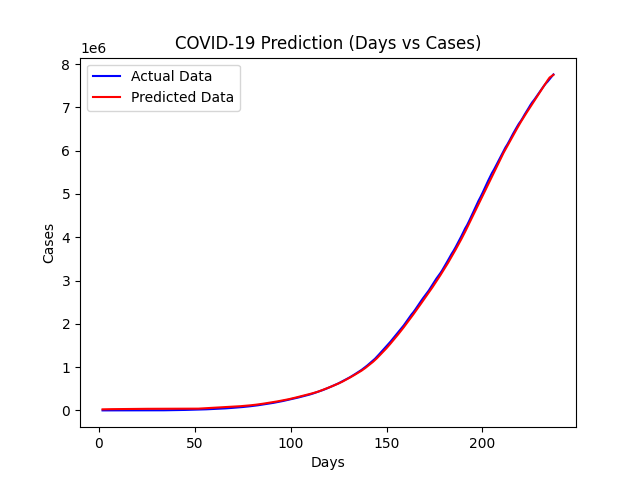 COVID-19 Prediction (Days vs Cases)
1e6
Actual Data
Predicted Data
8
7
6
5
4
3
2
1
0
Cases
0 50 100 150 200
Days